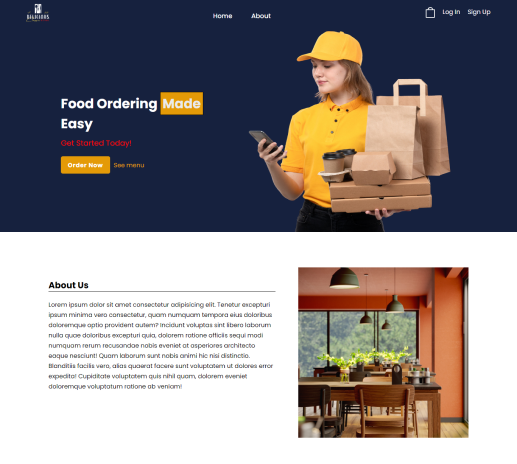 DELICIOUS
Home
About
Log In
Sign Up
Food Ordering Made
Easy
Get Started Today!
Order Now
See menu
About Us
Lorem ipsum dolor sit amet consectetur adipisicing elit. Tenetur excepturi
ipsum minima vero consectetur, quam numquam tempora eius doloribus
doloremque optio provident autem? Incidunt voluptas sint libero laborum
nulla quae doloribus excepturi quia, dolorem ratione officiis sequi modi
numquam rerum recusandae nobis eveniet at asperiores architecto
eaque nesciunt! Quam laborum sunt nobis animi hic nisi distinctio.
Blanditiis facilis vero, alias quaerat facere sunt voluptatem ut dolores error
expedita! Cupiditate voluptatem quis nihil quam, dolorem eveniet
doloremque voluptatum ratione ab veniam!